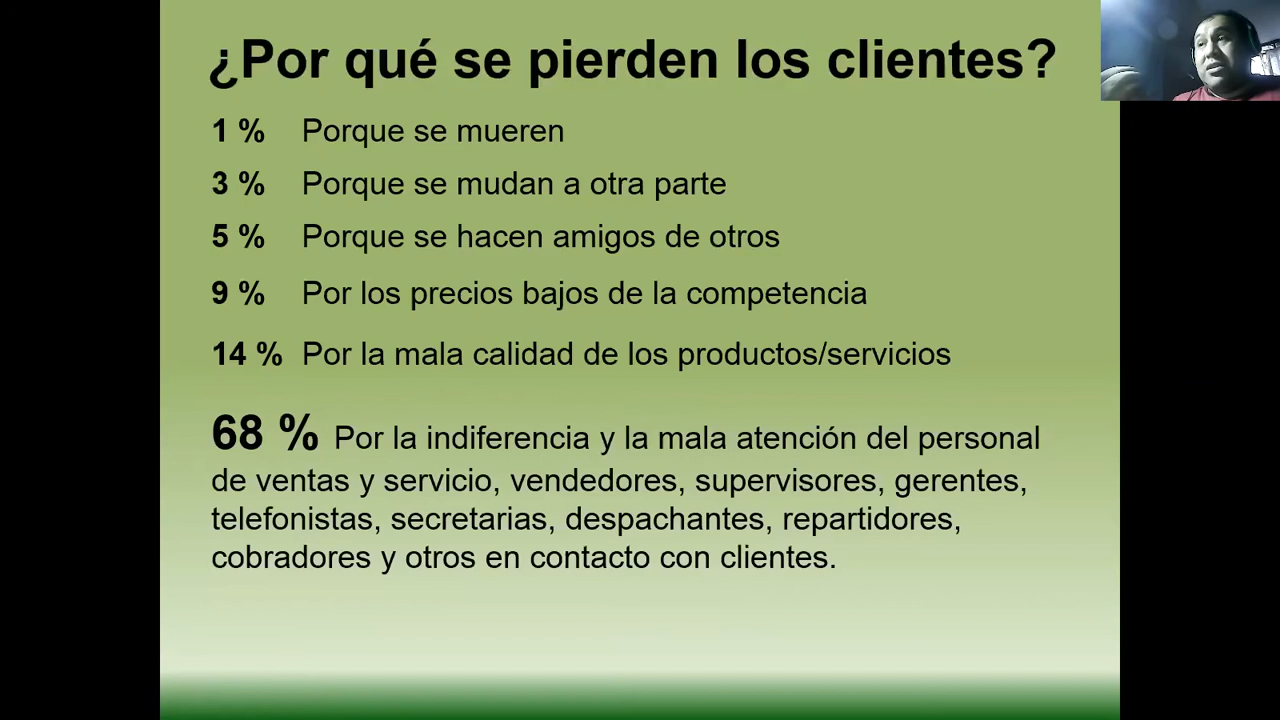 ¿Por qué se pierden los clientes?
1 % Porque se mueren
3 % Porque se mudan a otra parte
5 % Porque se hacen amigos de otros
9 % Por los precios bajos de la competencia
14 % Por la mala calidad de los productos/servicios
68 % Por la indiferencia y la mala atención del personal
de ventas y servicio, vendedores, supervisores, gerentes,
telefonistas, secretarias, despachantes, repartidores,
cobradores y otros en contacto con clientes.